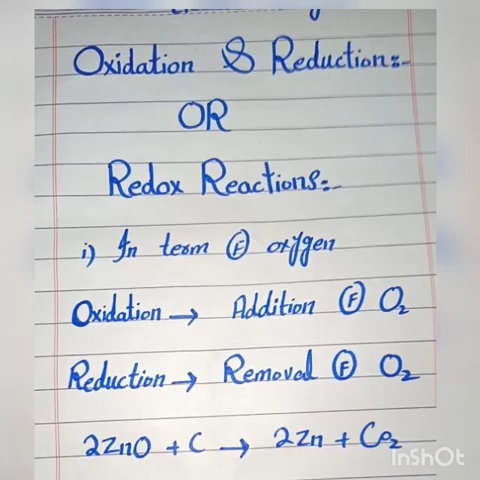 Oxidation & Reduction:-
OR
Redox Reactions:-
i) In term Ⓕ oxygen
Oxidation → Addition Ⓕ O₂
Reduction → Removal Ⓕ O₂
2ZnO + C → 2Zn + Co₂
InShOt